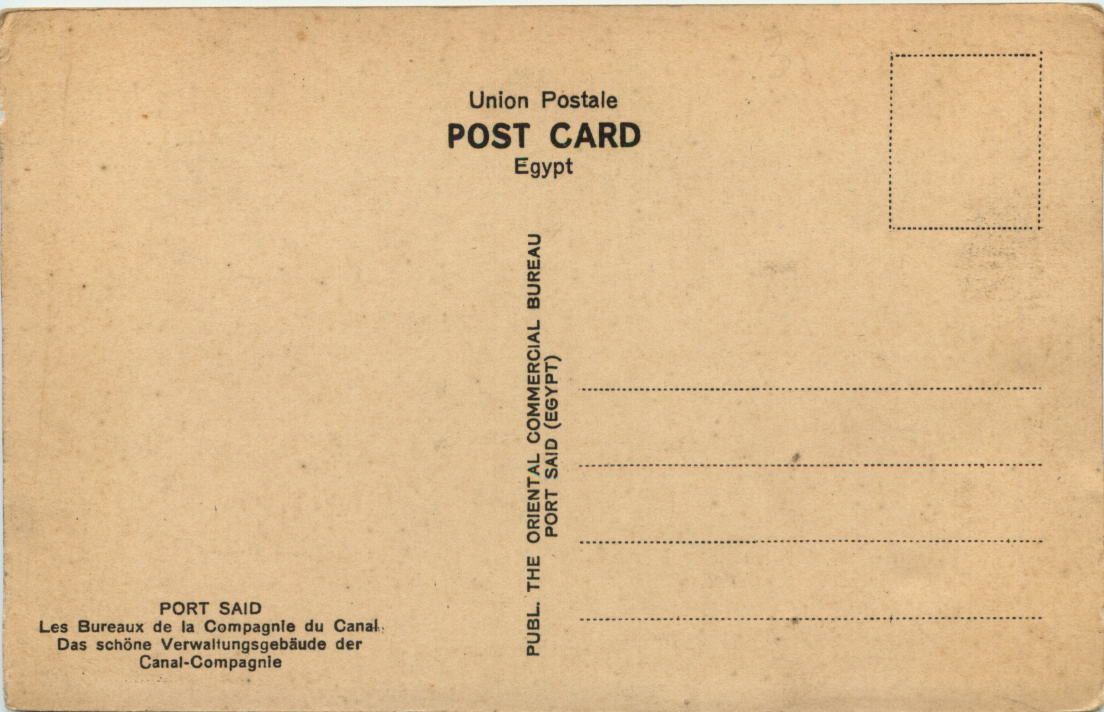 Union Postale
POST CARD
Egypt
PUBL. THE ORIENTAL COMMERCIAL BUREAU
PORT SAID (EGYPT)
PORT SAID
Les Bureaux de la Compagnie du Canal.
Das schöne Verwaltungsgebäude der
Canal-Compagnie